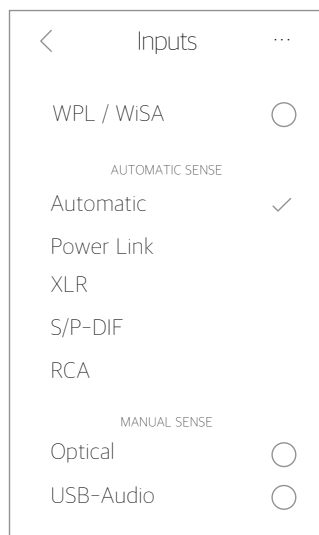 Inputs ...
WPL / WiSA
AUTOMATIC SENSE
Automatic
Power Link
XLR
S/P-DIF
RCA
MANUAL SENSE
Optical
USB-Audio